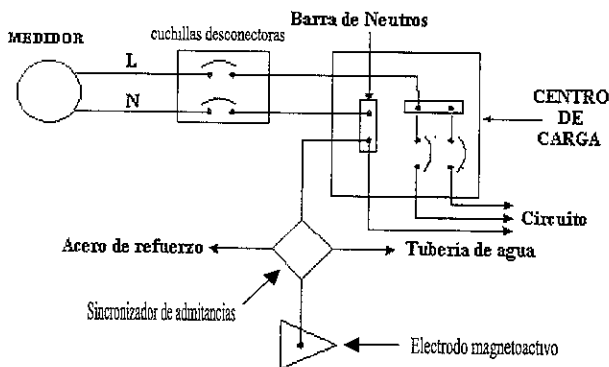 Barra de Neutros
MEDIDOR
cuchillas desconectoras
L
N
CENTRO
DE
CARGA
Circuito
Acero de refuerzo
Tubería de agua
Sincronizador de admitancias
Electrodo magnetoactivo